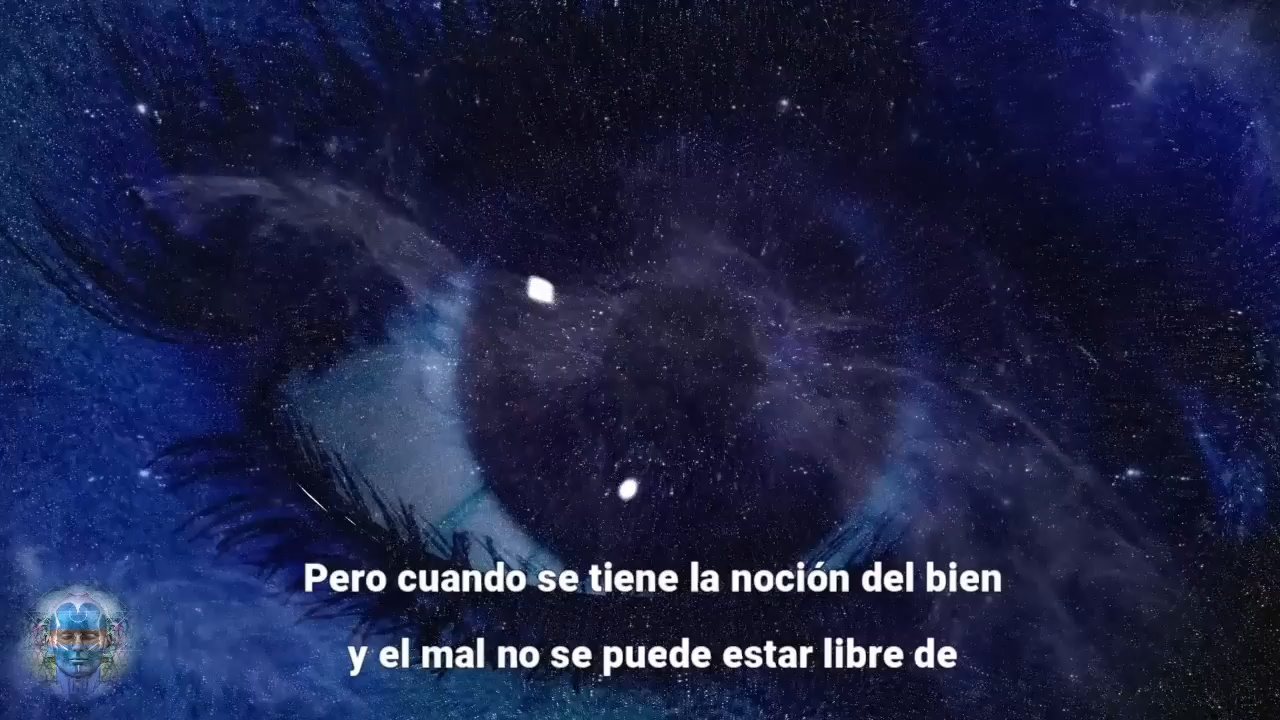 Pero cuando se tiene la noción del bien
y el mal no se puede estar libre de